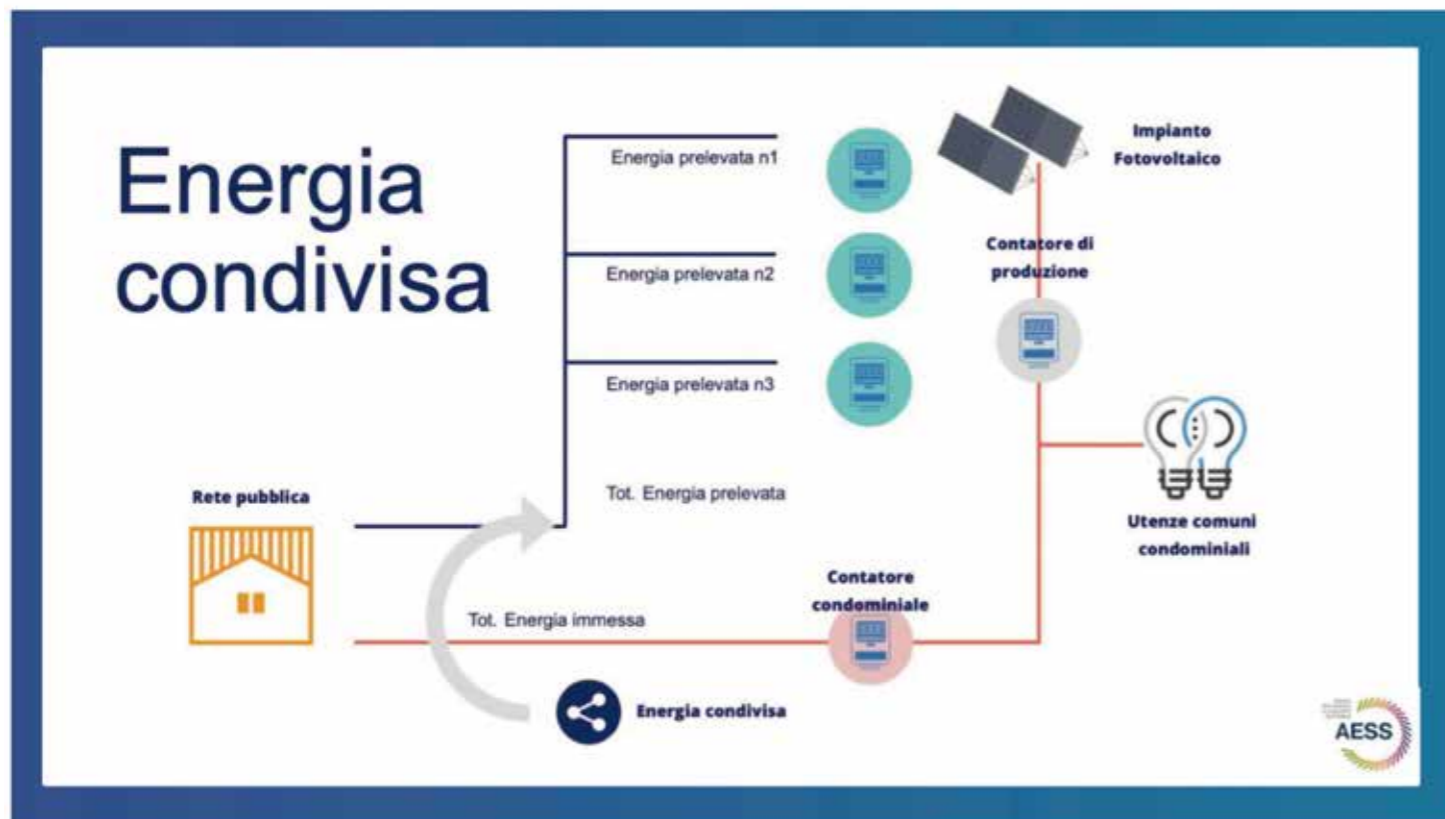 Energia
condivisa
Energia prelevata n1
Energia prelevata n2
Energia prelevata n3
Tot. Energia prelevata
Impianto
Fotovoltaico
Contatore di
produzione
Utenze comuni
condominiali
Rete pubblica
Contatore
condominiale
Tot. Energia immessa
Energia condivisa
AESS